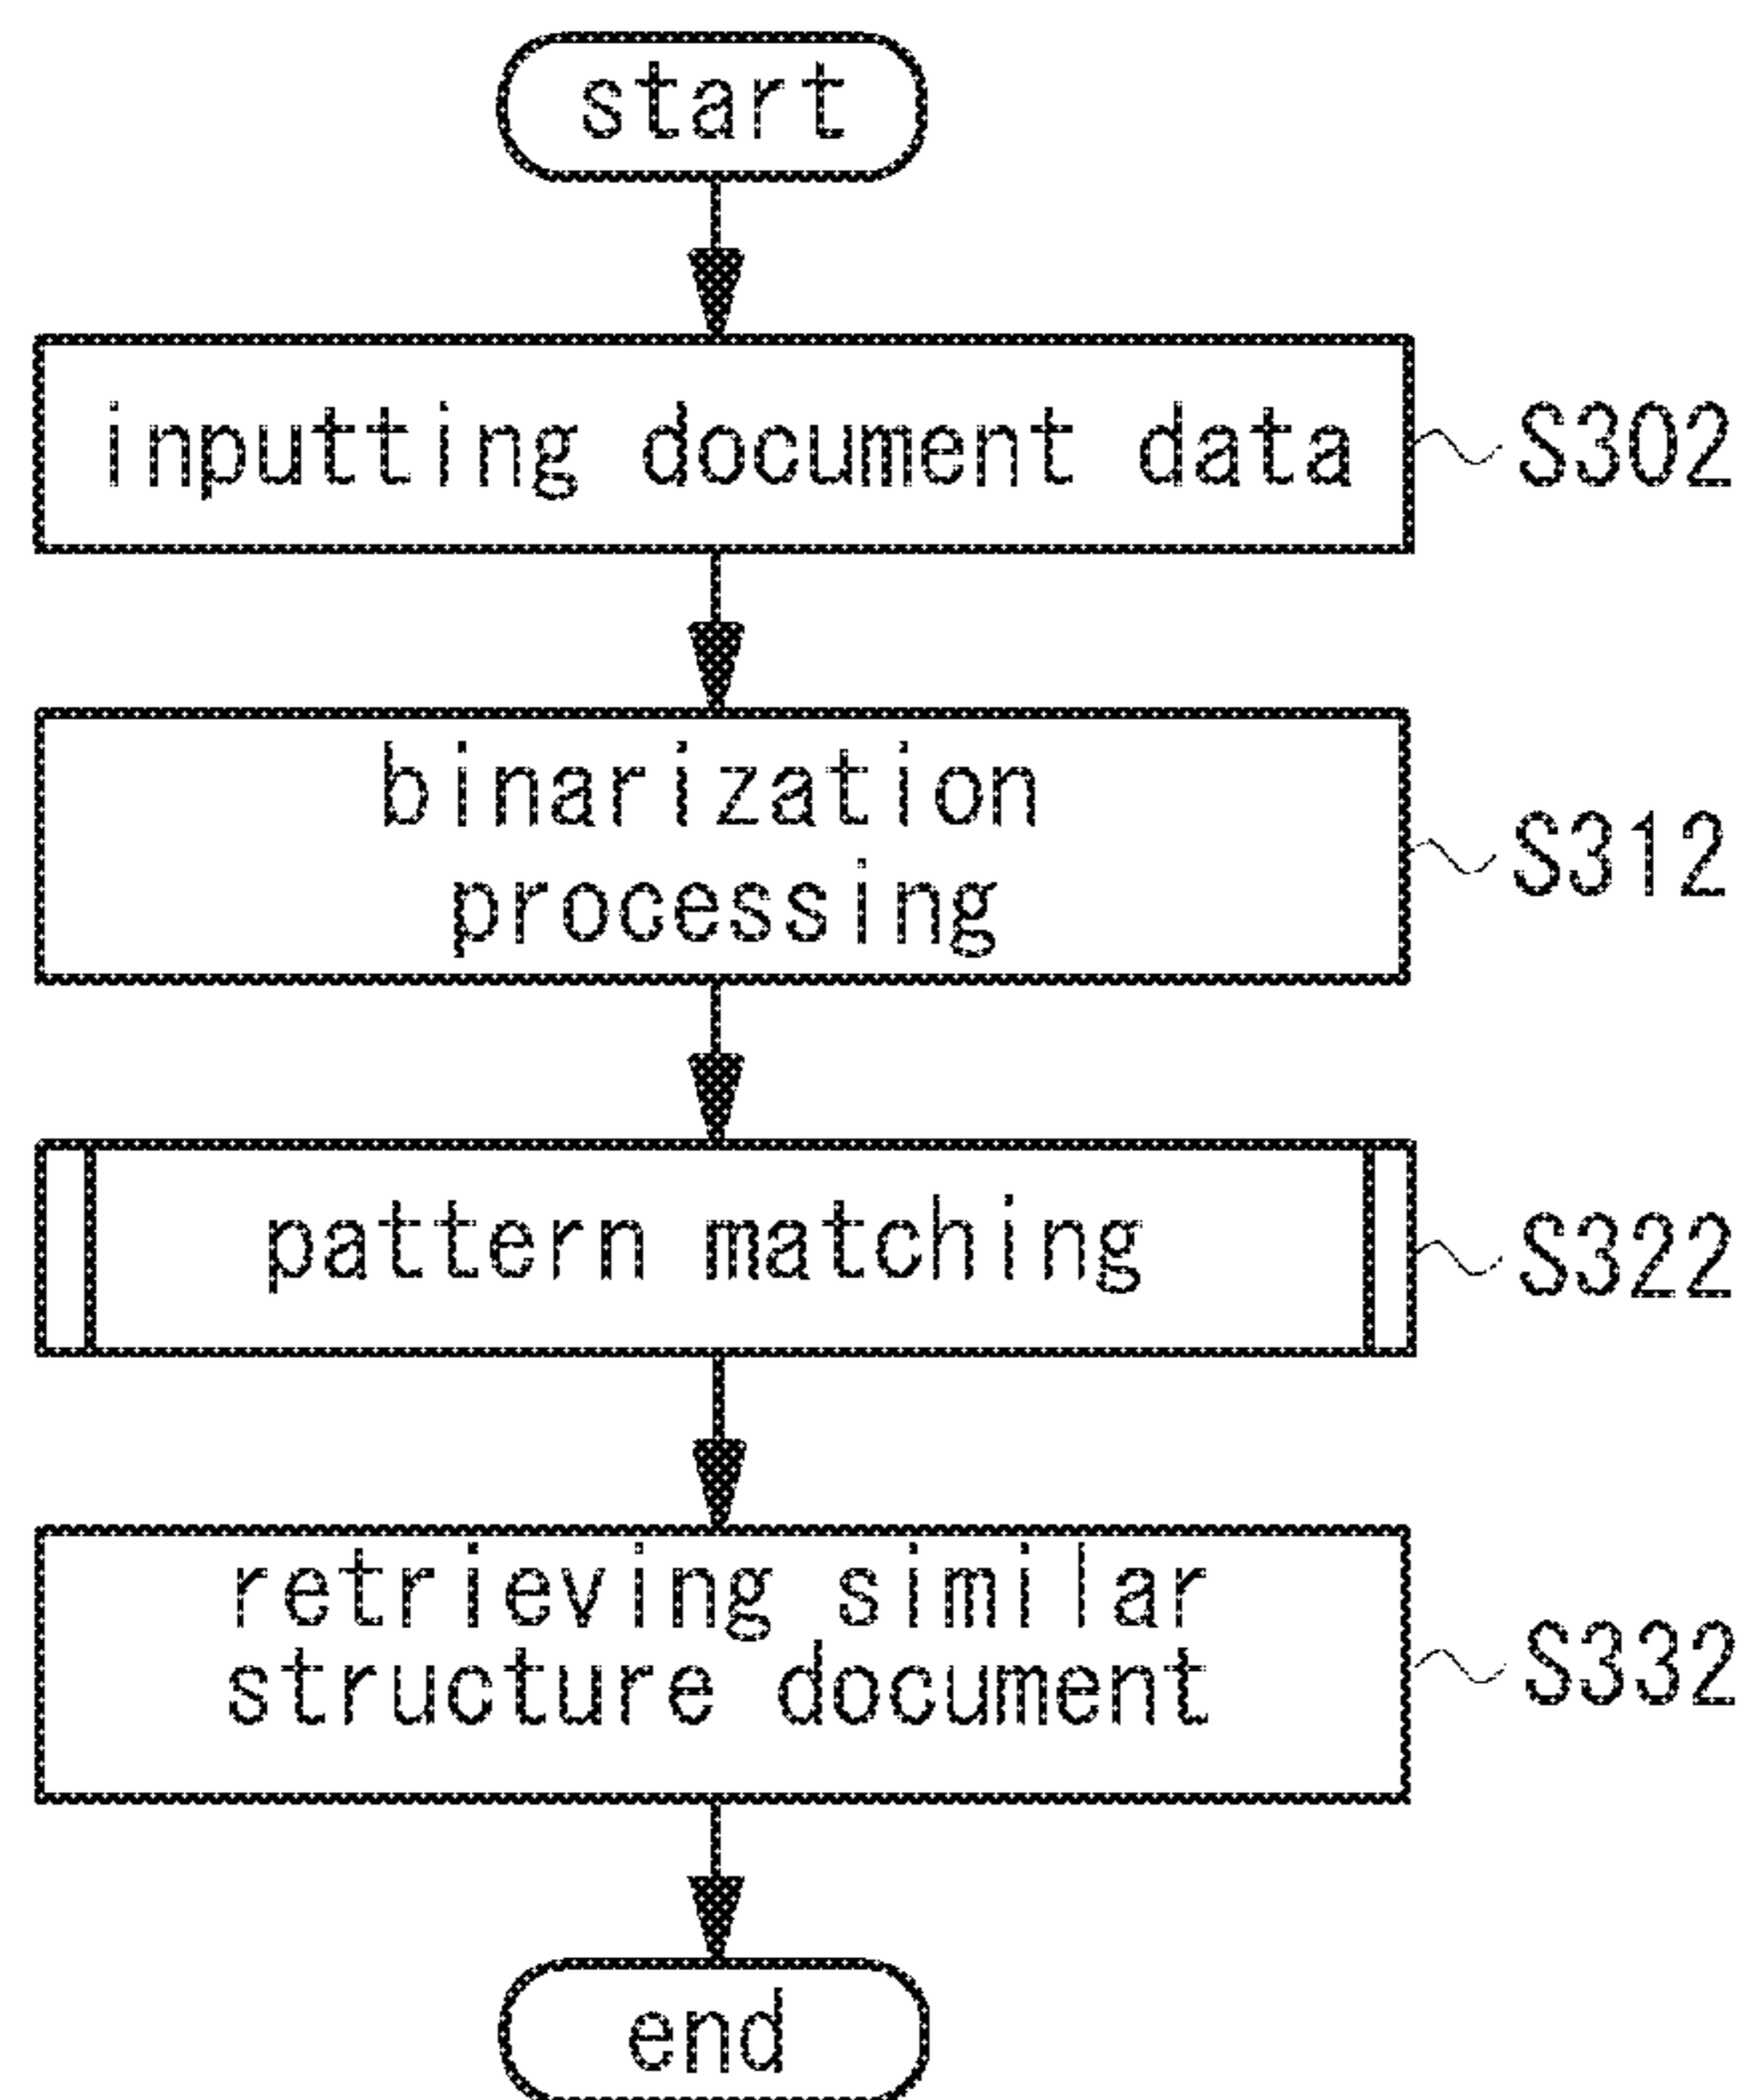 start
inputting document data
S302
binarization
processing
S312
pattern matching
S322
retrieving similar
structure document
S332
end